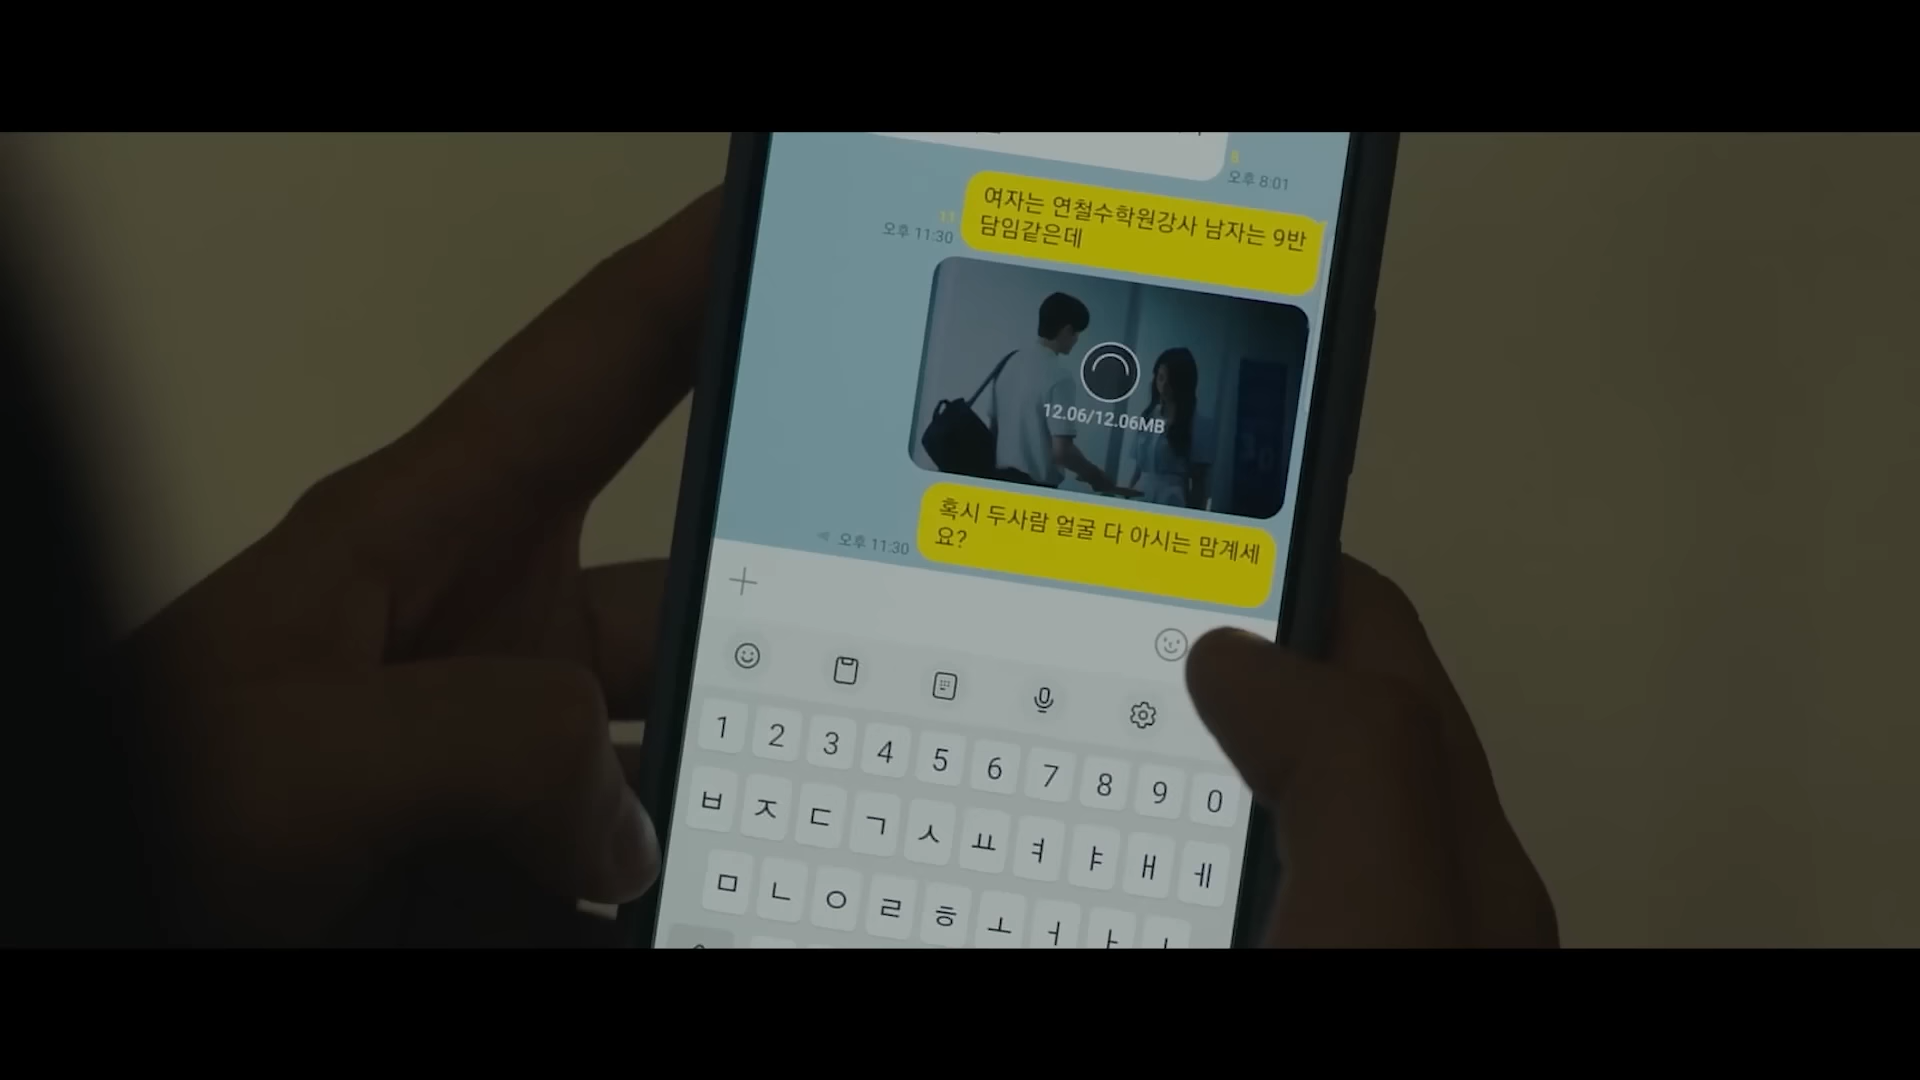 8
오후 8:01
여자는 연철수학원강사 남자는 9반
담임같은데
11
오후 11:30
12.06/12.06MB
혹시 두사람 얼굴 다 아시는 맘계세
요?
오후 11:30
1 2 3 4 5 6 7 8 9 0
ㅂ ㅈ ㄷ ㄱ ㅅ ㅛ ㅕ ㅑ ㅐ ㅔ
ㅁ ㄴ ㅇ ㄹ ㅎ ㅗ ㅓ ㅏ ㅣ